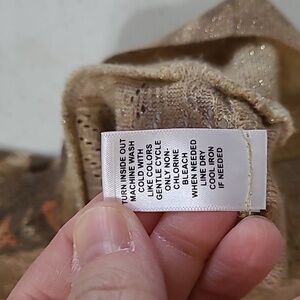 TURN INSIDE OUT
MACHINE WASH
COLD WITH
LIKE COLORS
GENTLE CYCLE
ONLY NON-
CHLORINE
BLEACH
WHEN NEEDED
LINE DRY
COOL IRON
IF NEEDED